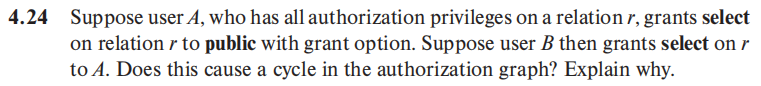 4.24 Suppose user A, who has all authorization privileges on a relation r, grants select
on relation r to public with grant option. Suppose user B then grants select on r
to A. Does this cause a cycle in the authorization graph? Explain why.